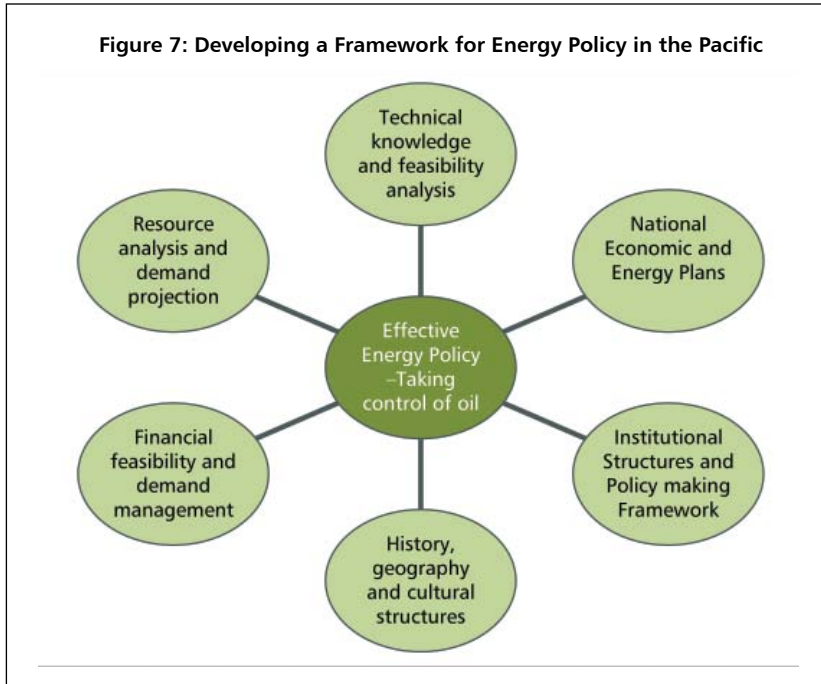 Figure 7: Developing a Framework for Energy Policy in the Pacific
Technical
knowledge
and feasibility
analysis
Resource
analysis and
demand
projection
National
Economic and
Energy Plans
Effective
Energy Policy
–Taking
control of oil
Financial
feasibility and
demand
management
Institutional
Structures and
Policy making
Framework
History,
geography
and cultural
structures